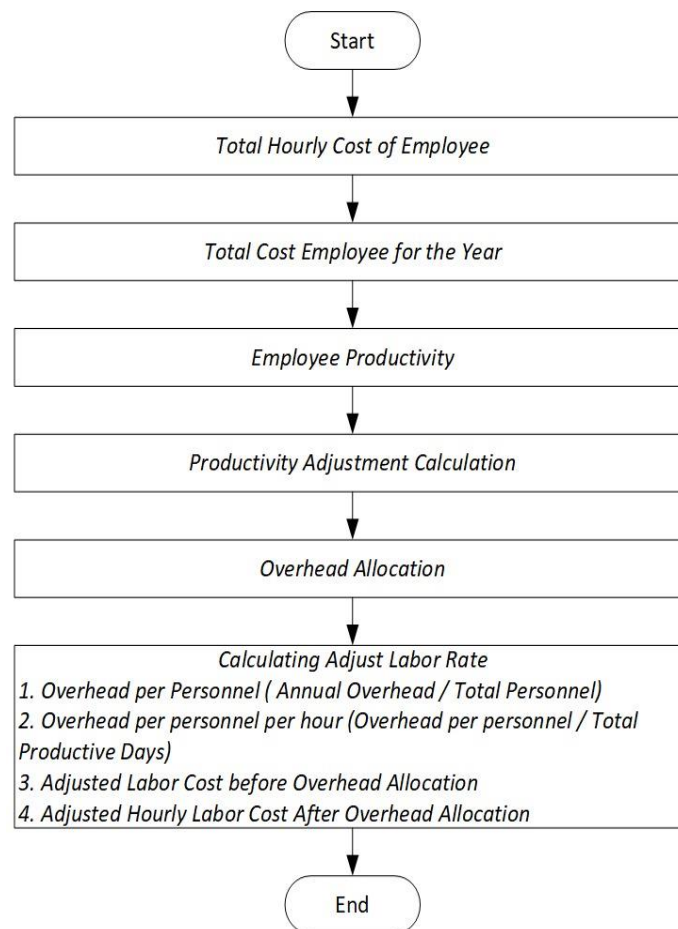 Start
Total Hourly Cost of Employee
Total Cost Employee for the Year
Employee Productivity
Productivity Adjustment Calculation
Overhead Allocation
Calculating Adjust Labor Rate
1. Overhead per Personnel ( Annual Overhead / Total Personnel)
2. Overhead per personnel per hour (Overhead per personnel / Total
Productive Days)
3. Adjusted Labor Cost before Overhead Allocation
4. Adjusted Hourly Labor Cost After Overhead Allocation
End